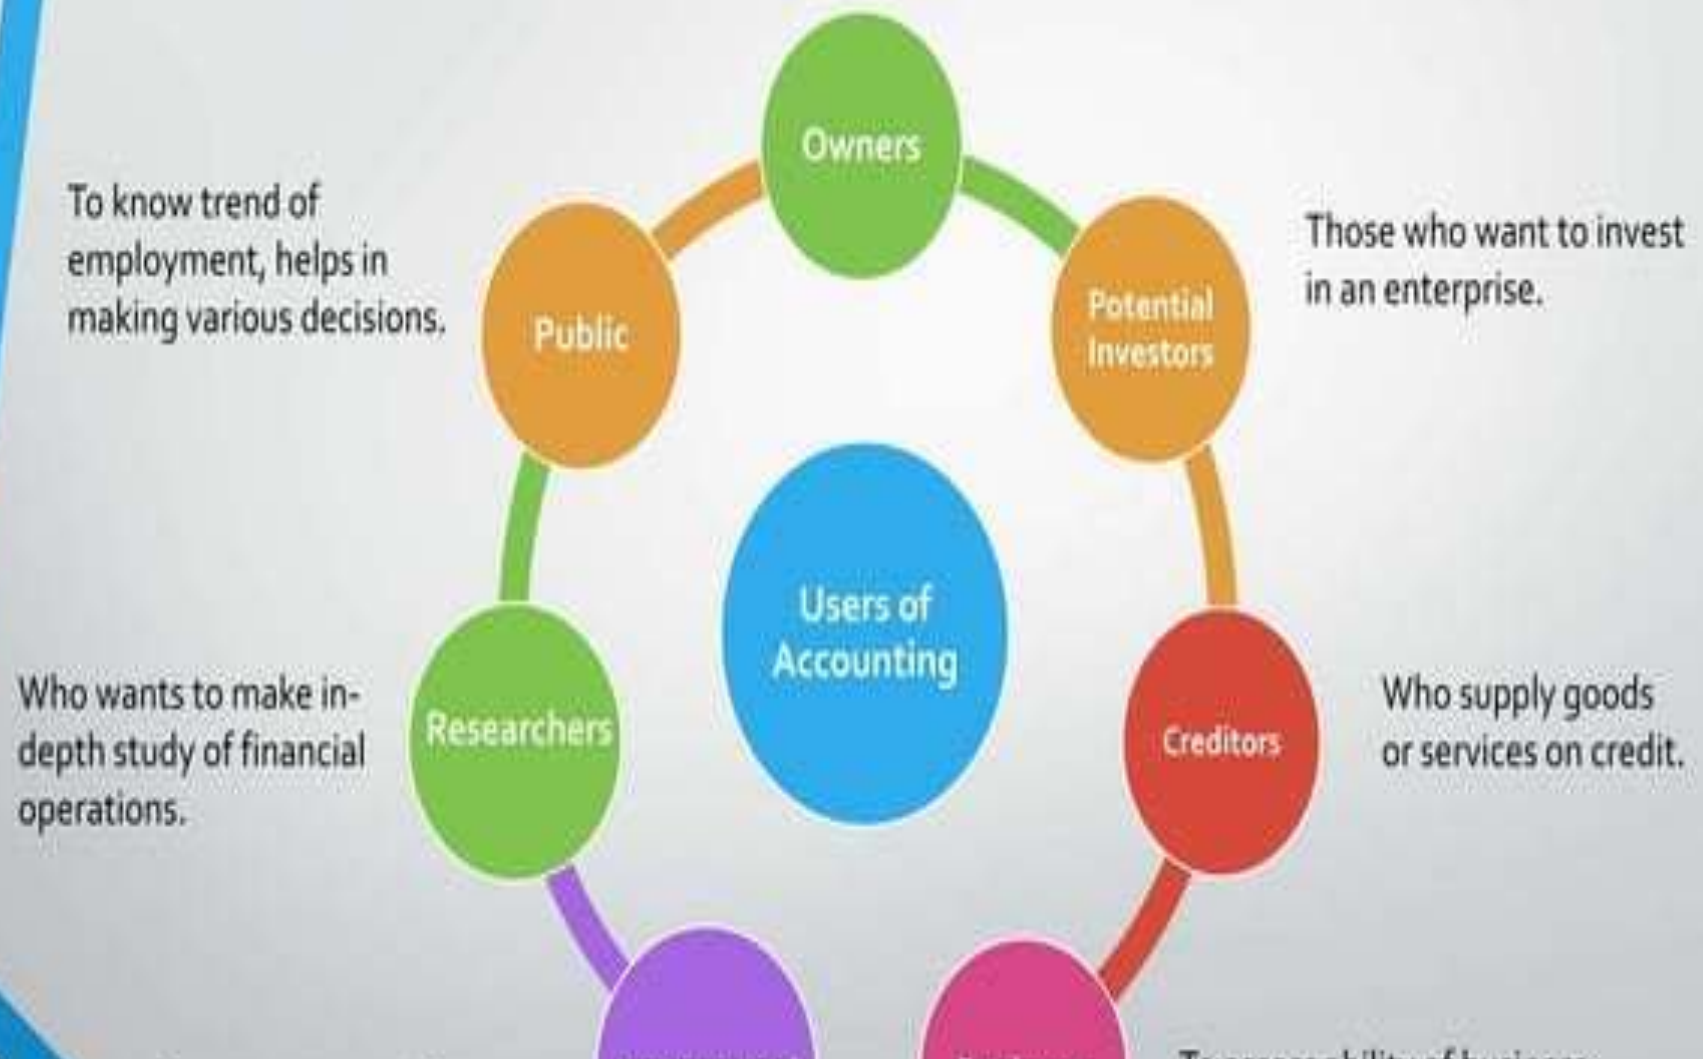 Owners
To know trend of
employment, helps in
making various decisions.
Public
Potential
Investors
Those who want to invest
in an enterprise.
Users of
Accounting
Who wants to make in-
depth study of financial
operations.
Researchers
Creditors
Who supply goods
or services on credit.